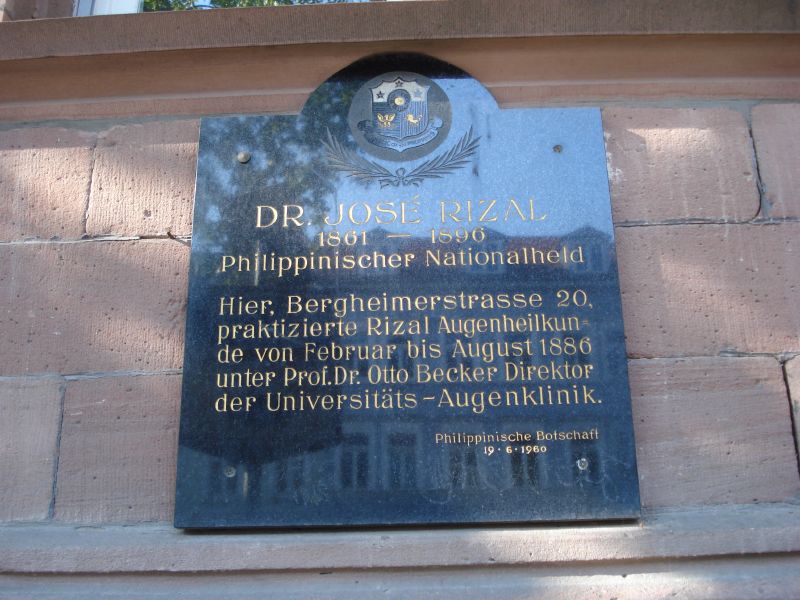 DR. JOSÉ RIZAL
1861 — 1896
Philippinischer Nationalheld
Hier, Bergheimerstrasse 20,
praktizierte Rizal Augenheilkun=
de von Februar bis August 1886
unter Prof. Dr. Otto Becker Direktor
der Universitäts-Augenklinik.
Philippinische Botschaft
19·6·1960